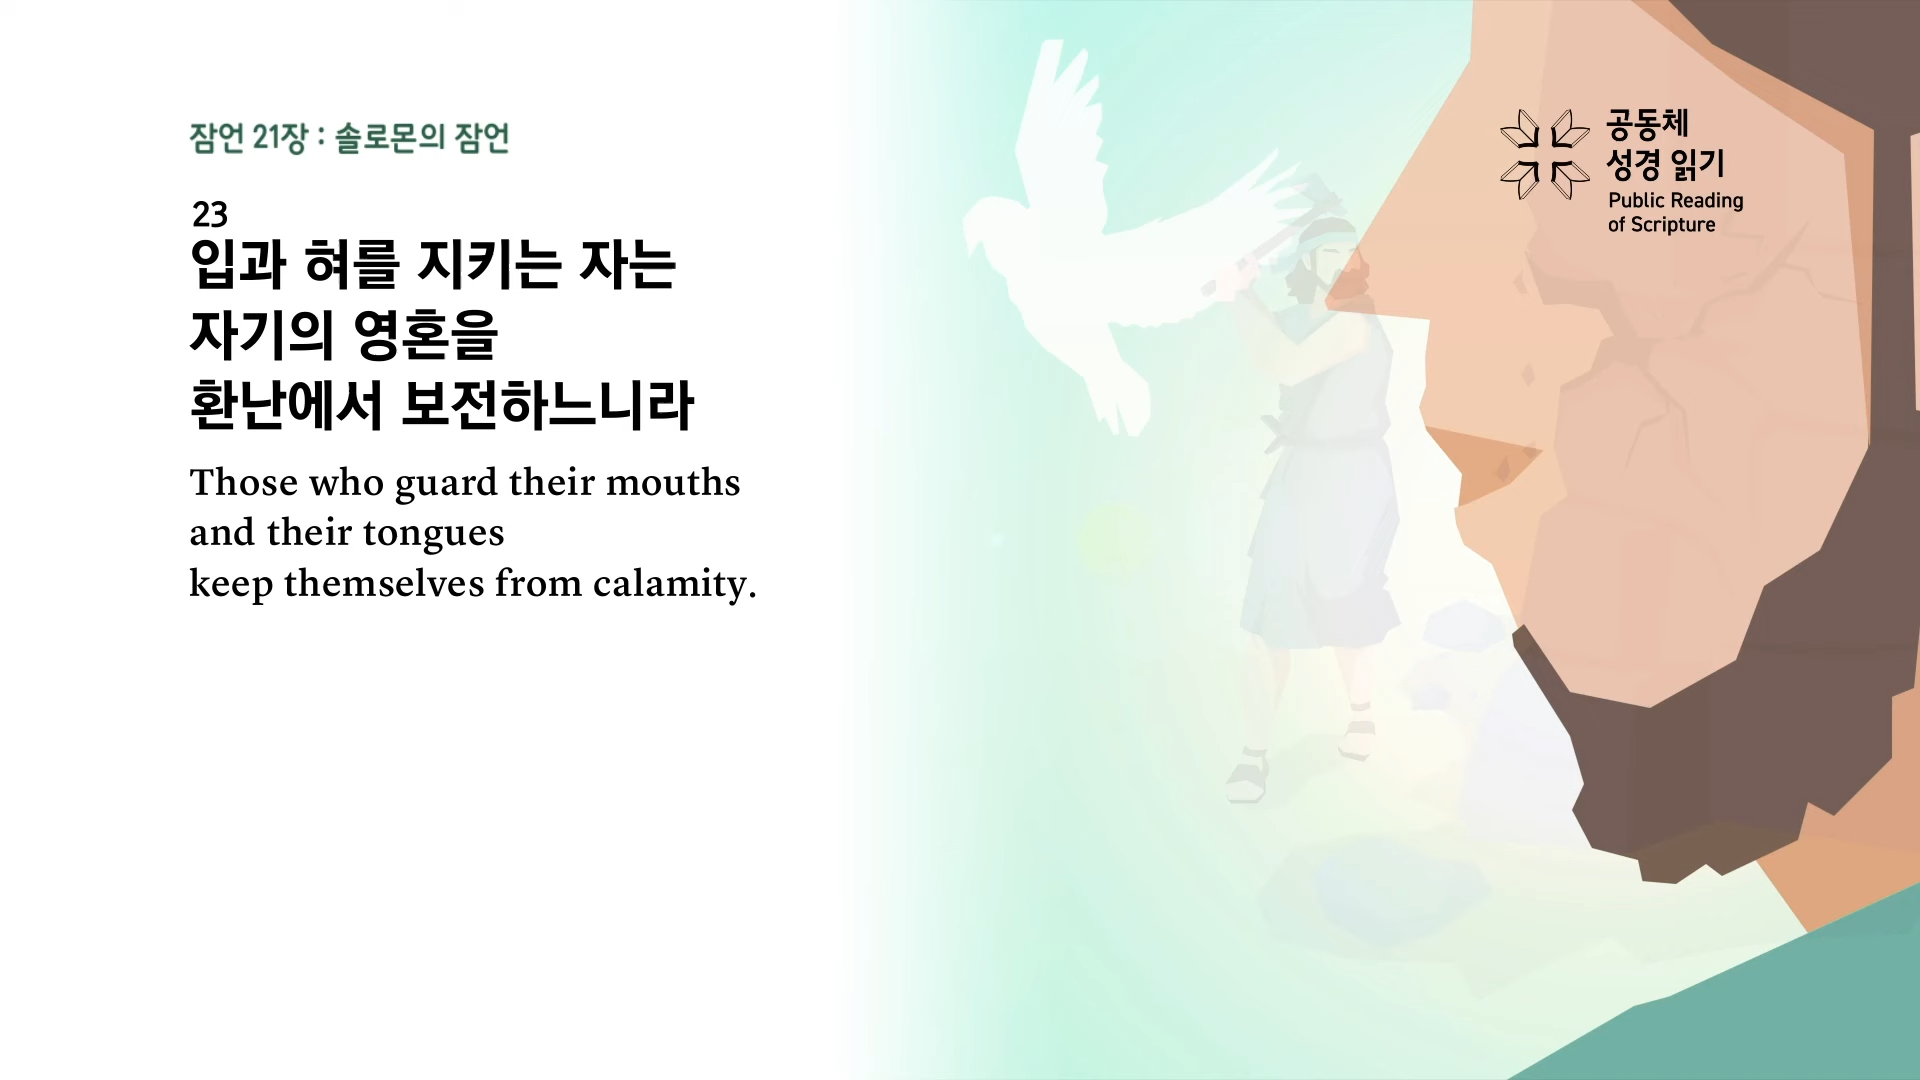 잠언 21장 : 솔로몬의 잠언
23
입과 혀를 지키는 자는
자기의 영혼을
환난에서 보전하느니라
Those who guard their mouths
and their tongues
keep themselves from calamity.
공동체
성경 읽기
Public Reading
of Scripture